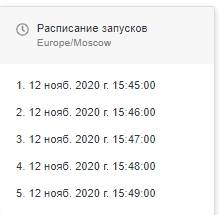 Расписание запусков
Europe/Moscow
1. 12 нояб. 2020 г. 15:45:00
2. 12 нояб. 2020 г. 15:46:00
3. 12 нояб. 2020 г. 15:47:00
4. 12 нояб. 2020 г. 15:48:00
5. 12 нояб. 2020 г. 15:49:00